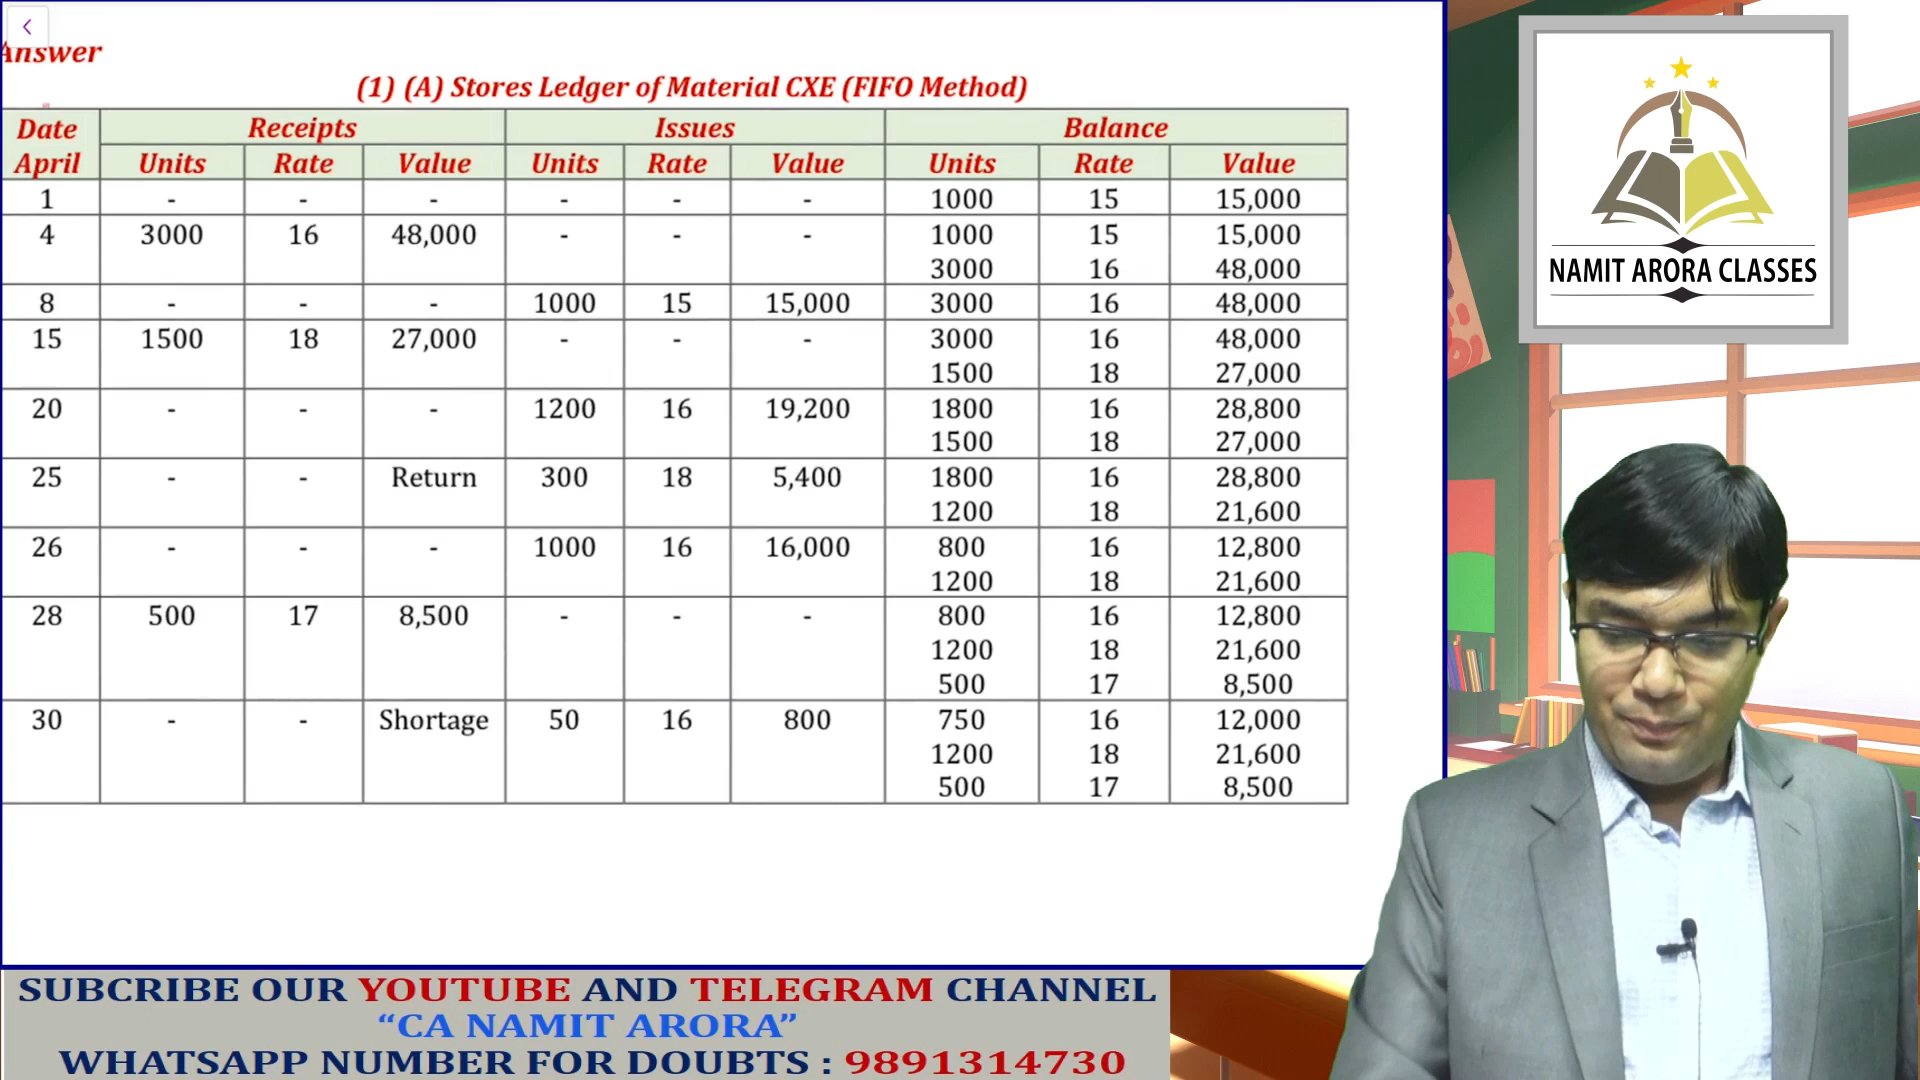 Answer
(1) (A) Stores Ledger of Material CXE (FIFO Method)
Date April Receipts Issues Balance
Units Rate Value Units Rate Value Units Rate Value
1 - - - - - - 1000 15 15,000
4 3000 16 48,000 - - - 1000 15 15,000
3000 16 48,000
8 - - - 1000 15 15,000 3000 16 48,000
15 1500 18 27,000 - - - 3000 16 48,000
1500 18 27,000
20 - - - 1200 16 19,200 1800 16 28,800
1500 18 27,000
25 - - Return 300 18 5,400 1800 16 28,800
1200 18 21,600
26 - - - 1000 16 16,000 800 16 12,800
1200 18 21,600
28 500 17 8,500 - - - 800 16 12,800
1200 18 21,600
500 17 8,500
30 - - Shortage 50 16 800 750 16 12,000
1200 18 21,600
500 17 8,500
NAMIT ARORA CLASSES
SUBCRIBE OUR YOUTUBE AND TELEGRAM CHANNEL
“CA NAMIT ARORA”
WHATSAPP NUMBER FOR DOUBTS : 9891314730